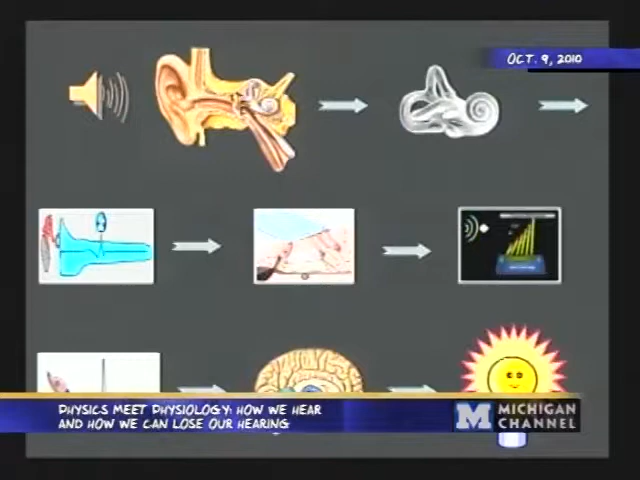 OCT. 9, 2010
PHYSICS MEET PHYSIOLOGY: HOW WE HEAR
AND HOW WE CAN LOSE OUR HEARING
M MICHIGAN
CHANNEL